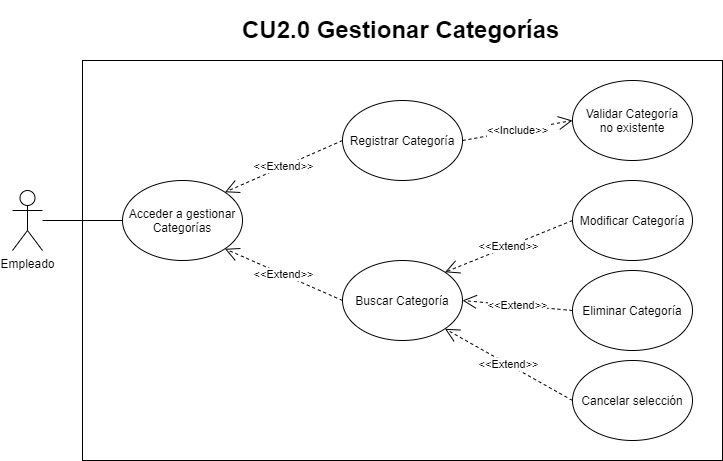 CU2.0 Gestionar Categorías
Validar Categoría
no existente
<<Include>>
Registrar Categoría
<<Extend>>
Acceder a gestionar
Categorías
Modificar Categoría
<<Extend>>
Empleado
<<Extend>>
Buscar Categoría
<<Extend>>
Eliminar Categoría
<<Extend>>
Cancelar selección